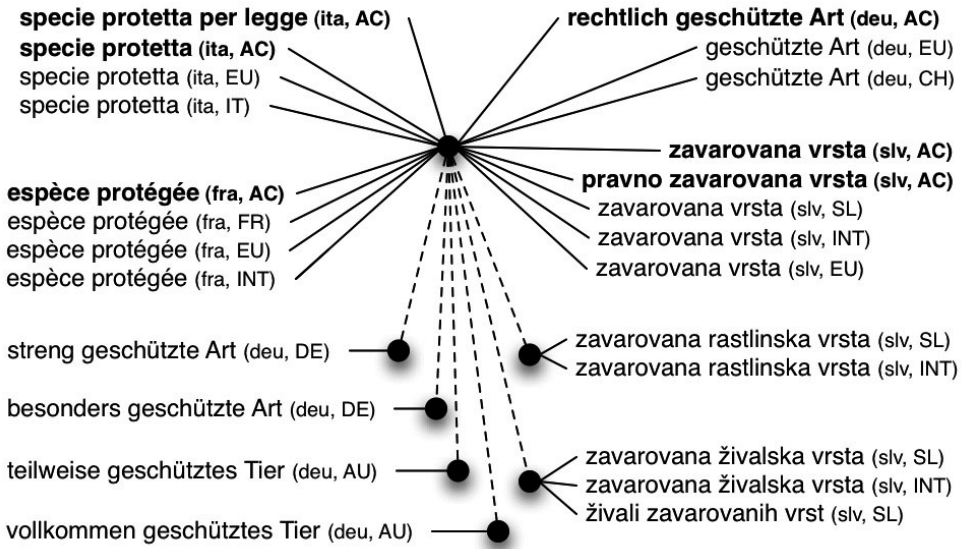 specie protetta per legge (ita, AC)
specie protetta (ita, AC)
specie protetta (ita, EU)
specie protetta (ita, IT)
rechtlich geschützte Art (deu, AC)
geschützte Art (deu, EU)
geschützte Art (deu, CH)
espèce protégée (fra, AC)
espèce protégée (fra, FR)
espèce protégée (fra, EU)
espèce protégée (fra, INT)
zavarovana vrsta (slv, AC)
pravno zavarovana vrsta (slv, AC)
zavarovana vrsta (slv, SL)
zavarovana vrsta (slv, INT)
zavarovana vrsta (slv, EU)
streng geschützte Art (deu, DE)
besonders geschützte Art (deu, DE)
teilweise geschütztes Tier (deu, AU)
vollkommen geschütztes Tier (deu, AU)
zavarovana rastlinska vrsta (slv, SL)
zavarovana rastlinska vrsta (slv, INT)
zavarovana živalska vrsta (slv, SL)
zavarovana živalska vrsta (slv, INT)
živali zavarovanih vrst (slv, SL)